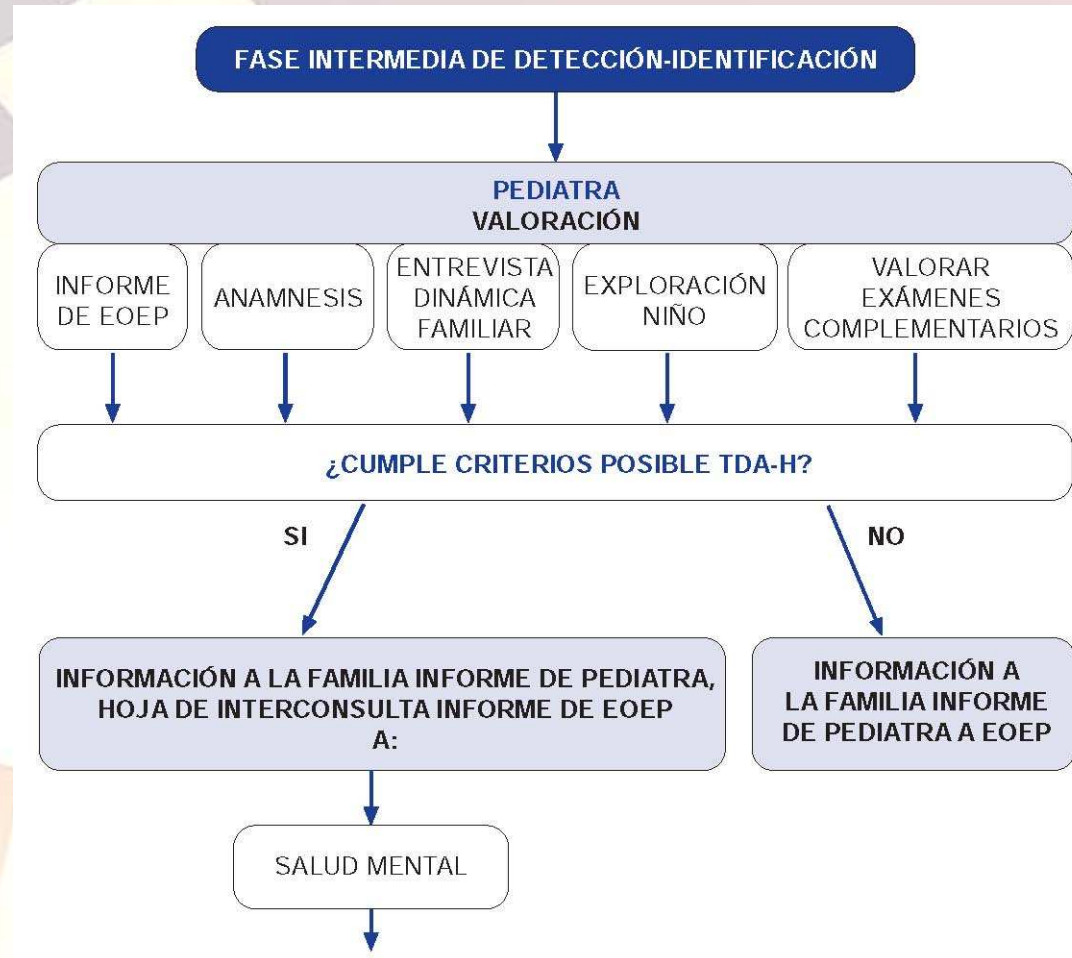 FASE INTERMEDIA DE DETECCIÓN-IDENTIFICACIÓN
PEDIATRA
VALORACIÓN
INFORME
DE EOEP
ANAMNESIS
ENTREVISTA
DINÁMICA
FAMILIAR
EXPLORACIÓN
NIÑO
VALORAR
EXÁMENES
COMPLEMENTARIOS
¿CUMPLE CRITERIOS POSIBLE TDA-H?
SI
NO
INFORMACIÓN A LA FAMILIA INFORME DE PEDIATRA,
HOJA DE INTERCONSULTA INFORME DE EOEP
A:
INFORMACIÓN A
LA FAMILIA INFORME
DE PEDIATRA A EOEP
SALUD MENTAL